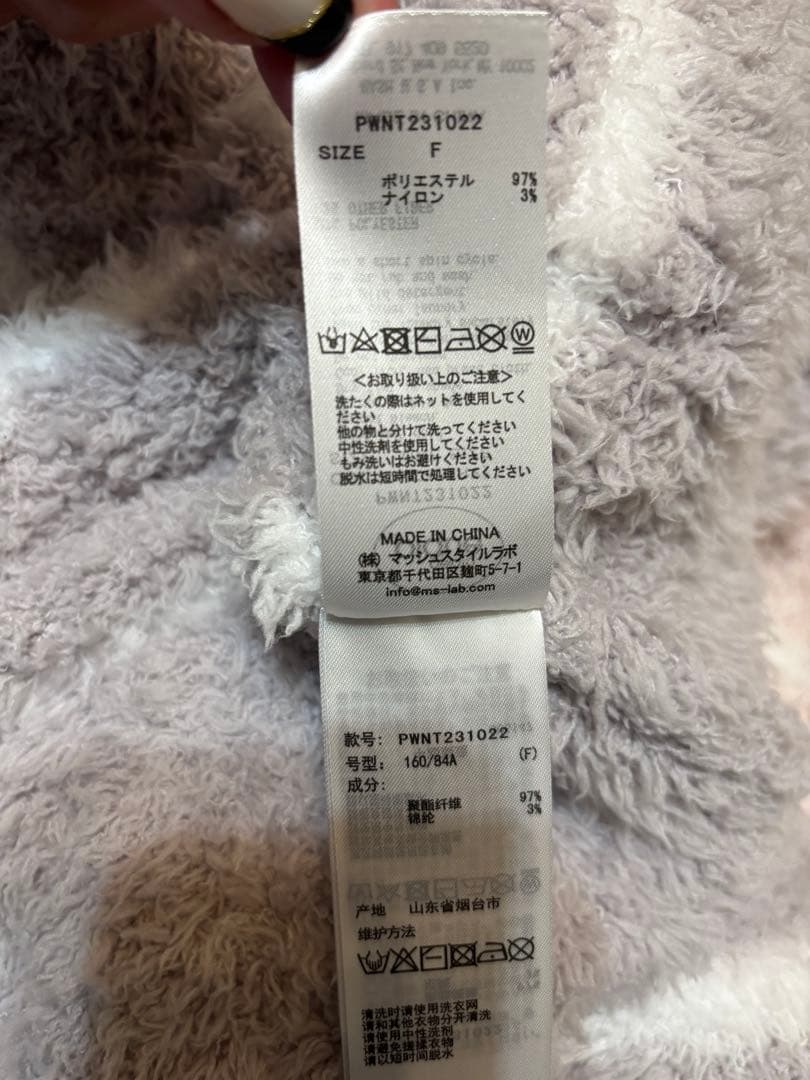 PWNT231022
SIZE F
ポリエステル 97%
ナイロン 3%
<お取り扱い上のご注意>
洗たくの際はネットを使用してく
ださい
他の物と分けて洗ってください
中性洗剤を使用してください
もみ洗いはお避けください
脱水は短時間で処理してください
MADE IN CHINA
(株) マッシュスタイルラボ
東京都千代田区麹町5-7-1
info@ms-lab.com
款号: PWNT231022
号型: 160/84A (F)
成分:
聚酯纤维 97%
锦纶 3%
产地 山东省烟台市
维护方法
清洗时请使用洗衣网
请和其他衣物分开清洗
请使用中性洗剂
请避免搓揉衣物
请以短时间脱水